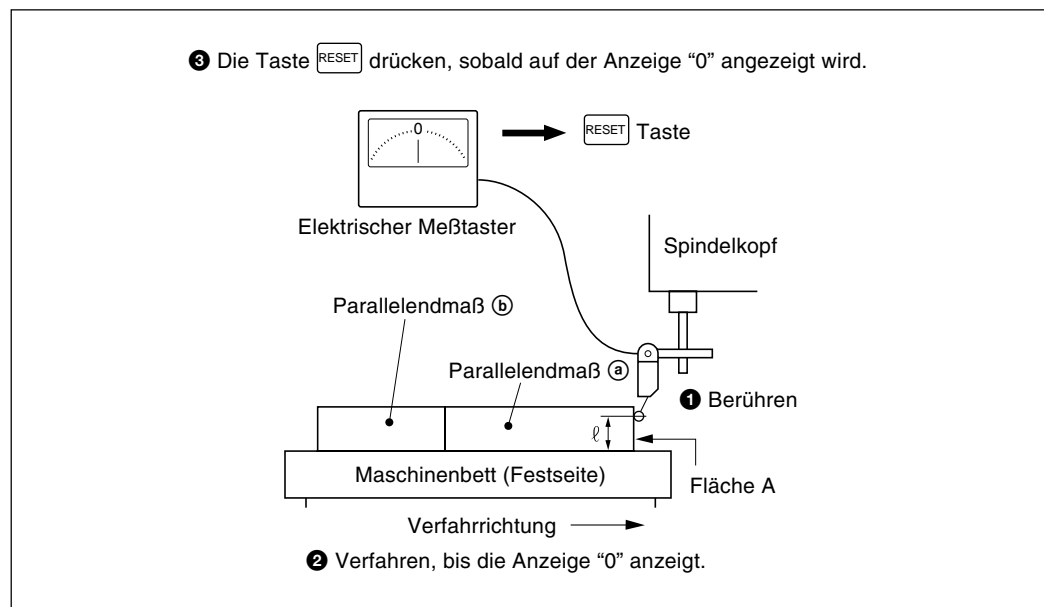 ❸ Die Taste RESET drücken, sobald auf der Anzeige “0” angezeigt wird.
0
RESET Taste
Elektrischer Meßtaster
Spindelkopf
Parallelendmaß ⓑ
Parallelendmaß ⓐ
❶ Berühren
ℓ
Maschinenbett (Festseite)
Fläche A
Verfahrrichtung
❷ Verfahren, bis die Anzeige “0” anzeigt.